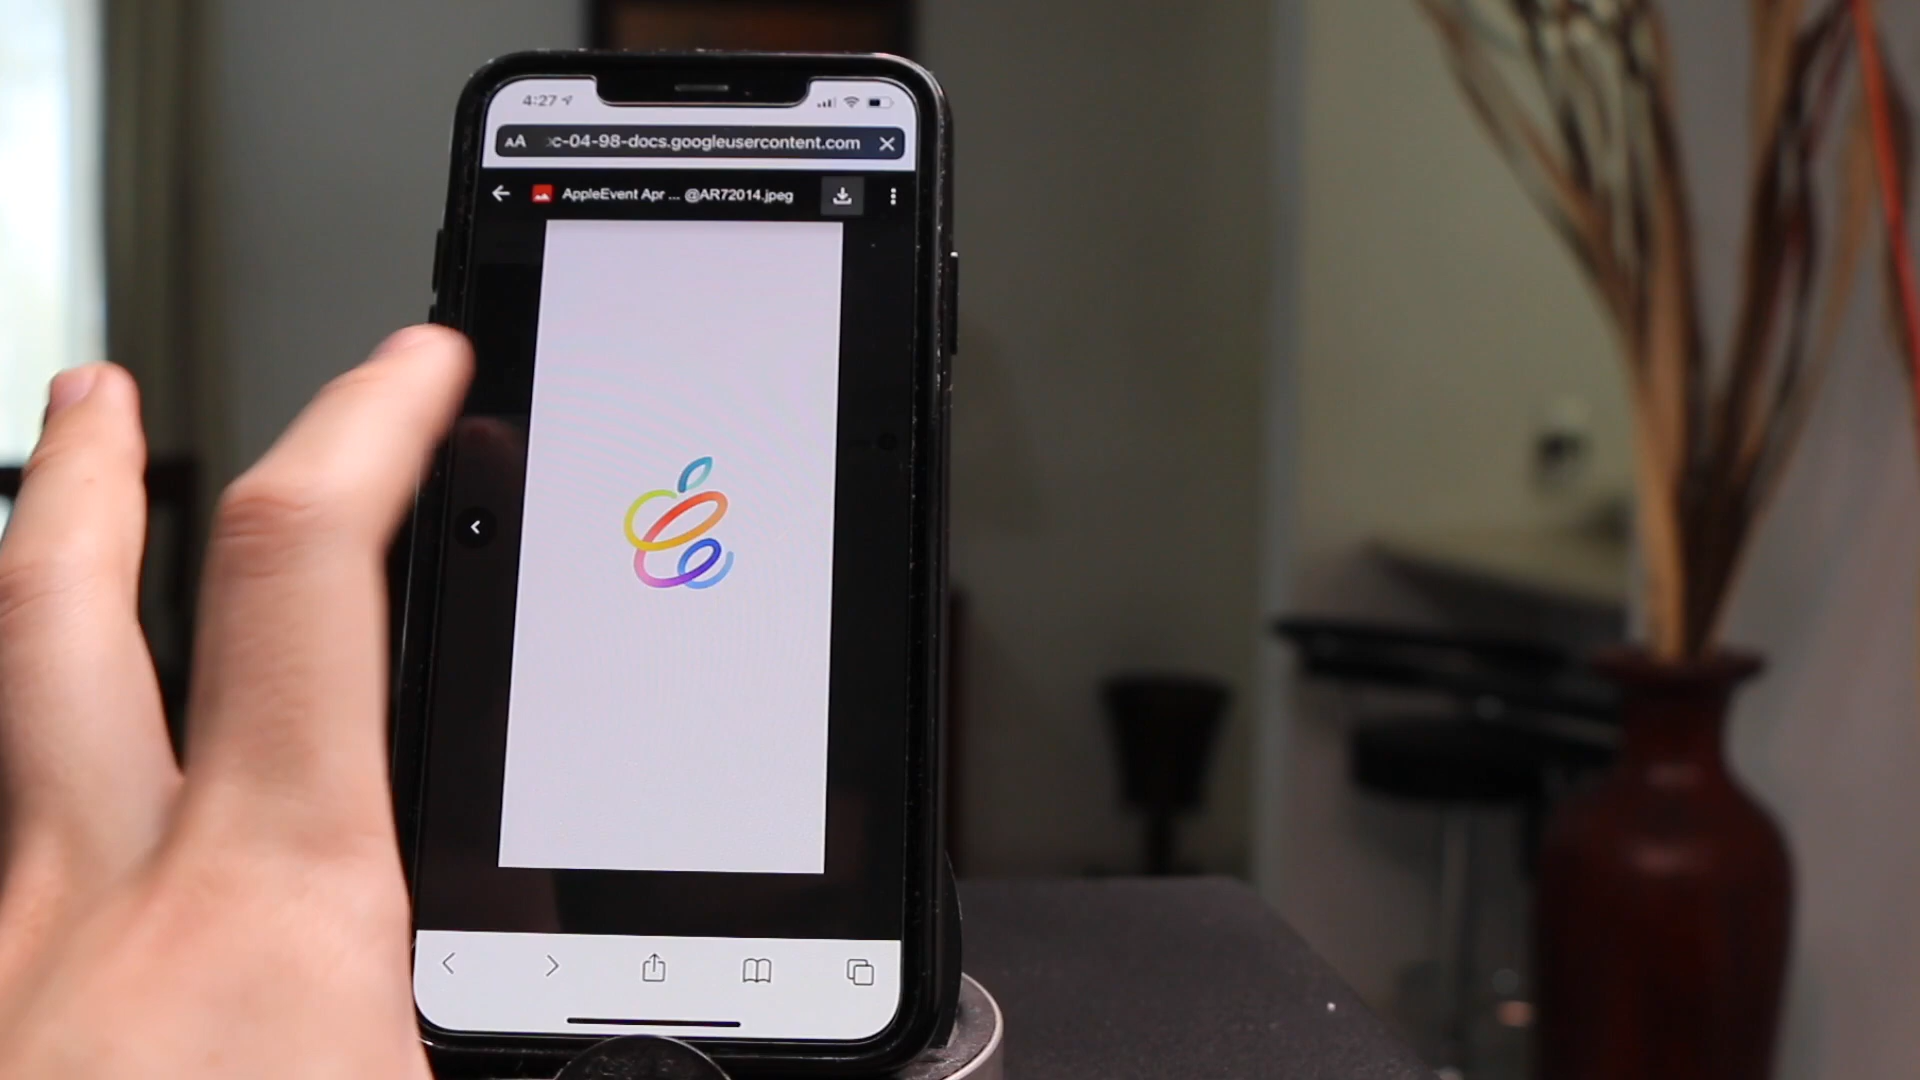 4:27
AA ›c-04-98-docs.googleusercontent.com
AppleEvent Apr ... @AR72014.jpeg